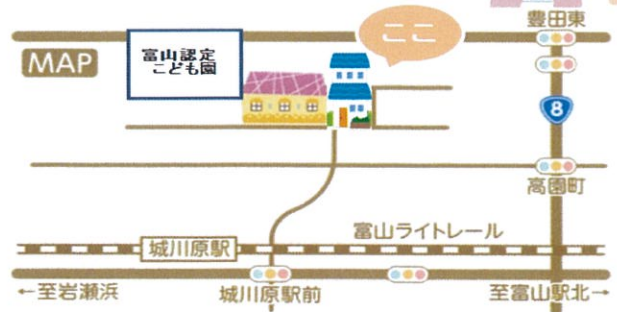 豊田東
ここ
MAP
富山認定
こども園
8
高園町
富山ライトレール
城川原駅
←至岩瀬浜
城川原駅前
至富山駅北→